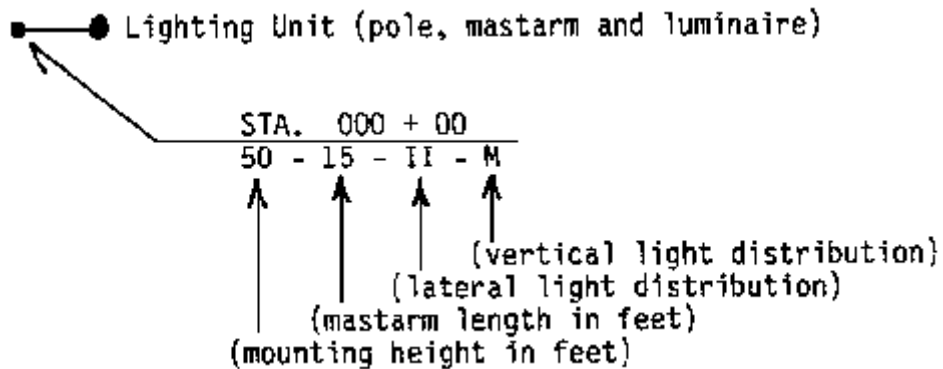 Lighting Unit (pole, mastarm and luminaire)
STA. 000 + 00
50 - 15 - II - M
(vertical light distribution)
(lateral light distribution)
(mastarm length in feet)
(mounting height in feet)